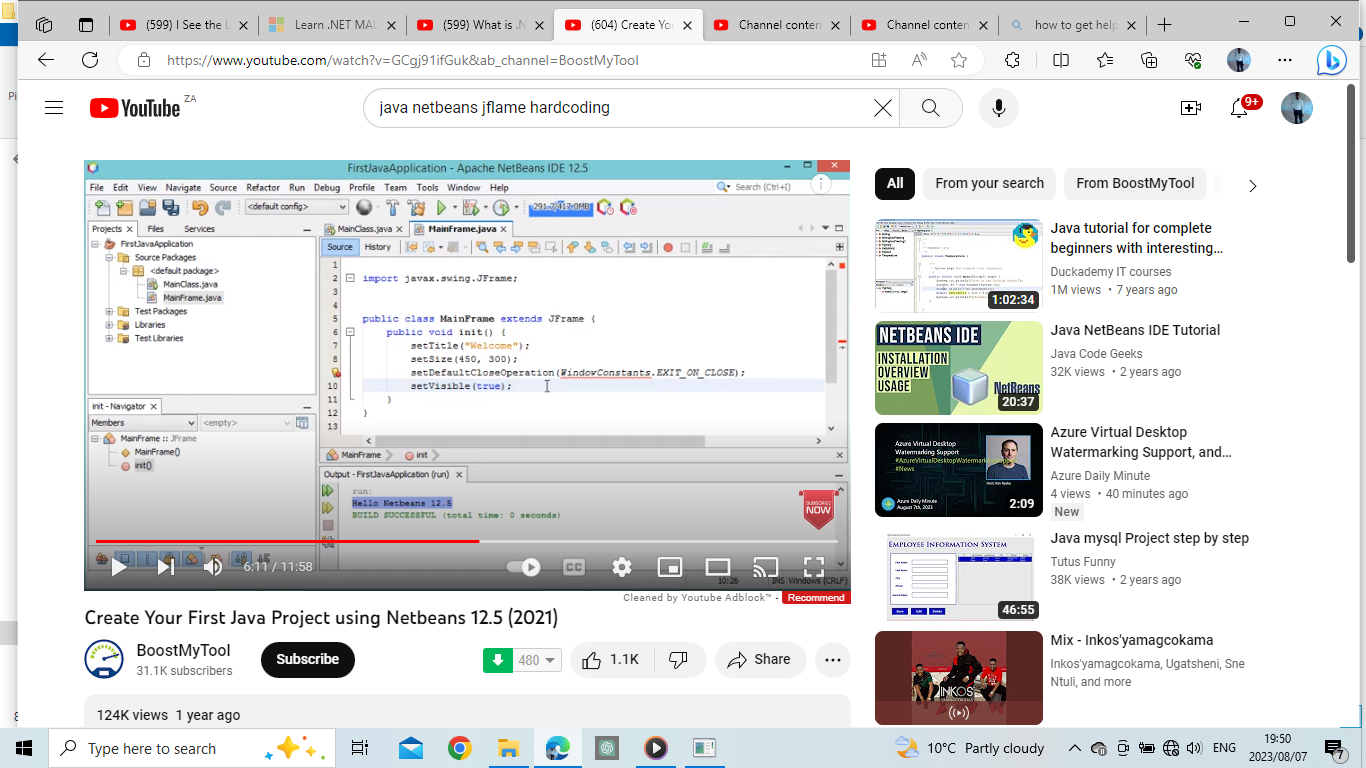 (599) I See the L
Learn .NET MAU
(599) What is .N
(604) Create You
Channel conten
Channel conten
how to get help
https://www.youtube.com/watch?v=GCgj91ifGuk&ab_channel=BoostMyTool
YouTube ZA
java netbeans jflame hardcoding
9+
FirstJavaApplication - Apache NetBeans IDE 12.5
File Edit View Navigate Source Refactor Run Debug Profile Team Tools Window Help
Search (Ctrl+I)
<default config>
291.7/417.0MB
Projects Files Services
MainClass.java MainFrame.java
Source History
FirstJavaApplication
Source Packages
<default package>
MainClass.java
MainFrame.java
Test Packages
Libraries
Test Libraries
1
2 import javax.swing.JFrame;
3
4
5 public class MainFrame extends JFrame {
6 public void init() {
7 setTitle("Welcome");
8 setSize(450, 300);
setDefaultCloseOperation(WindowConstants.EXIT_ON_CLOSE);
10 setVisible(true);
11 }
12 }
13
init - Navigator
Members <empty>
MainFrame :: JFrame
MainFrame()
init()
MainFrame init
Output - FirstJavaApplication (run)
run:
Hello Netbeans 12.5
BUILD SUCCESSFUL (total time: 0 seconds)
SUBSCRIBE
NOW
6:11 / 11:58
CC
10:26 INS Windows (CRLF)
Cleaned by Youtube Adblock™ - Recommend
Create Your First Java Project using Netbeans 12.5 (2021)
BoostMyTool
31.1K subscribers
Subscribe
480
1.1K
Share
124K views 1 year ago
All
From your search
From BoostMyTool
1:02:34
Java tutorial for complete
beginners with interesting…
Duckademy IT courses
1M views • 7 years ago
NETBEANS IDE
INSTALLATION
OVERVIEW
USAGE
NetBeans
20:37
Java NetBeans IDE Tutorial
Java Code Geeks
32K views • 2 years ago
Azure Virtual Desktop
Watermarking Support
#AzureVirtualDesktopWatermarkingSupport
#News
Azure Daily Minute
August 7th, 2023
2:09
Azure Virtual Desktop
Watermarking Support, and…
Azure Daily Minute
4 views • 40 minutes ago
New
EMPLOYEE INFORMATION SYSTEM
46:55
Java mysql Project step by step
Tutus Funny
38K views • 2 years ago
INKOS
Mix - Inkos'yamagcokama
Inkos'yamagcokama, Ugatsheni, Sne
Ntuli, and more
Type here to search
10°C Partly cloudy
ENG
19:50
2023/08/07
7